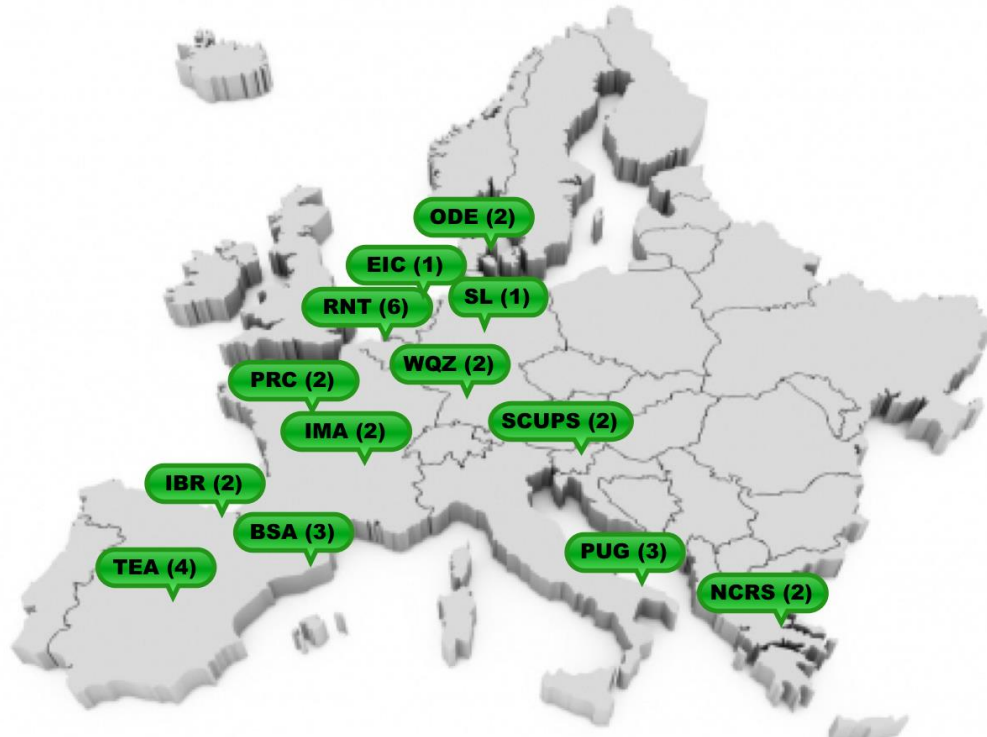 ODE (2)
EIC (1)
SL (1)
RNT (6)
WQZ (2)
PRC (2)
SCUPS (2)
IMA (2)
IBR (2)
BSA (3)
PUG (3)
TEA (4)
NCRS (2)